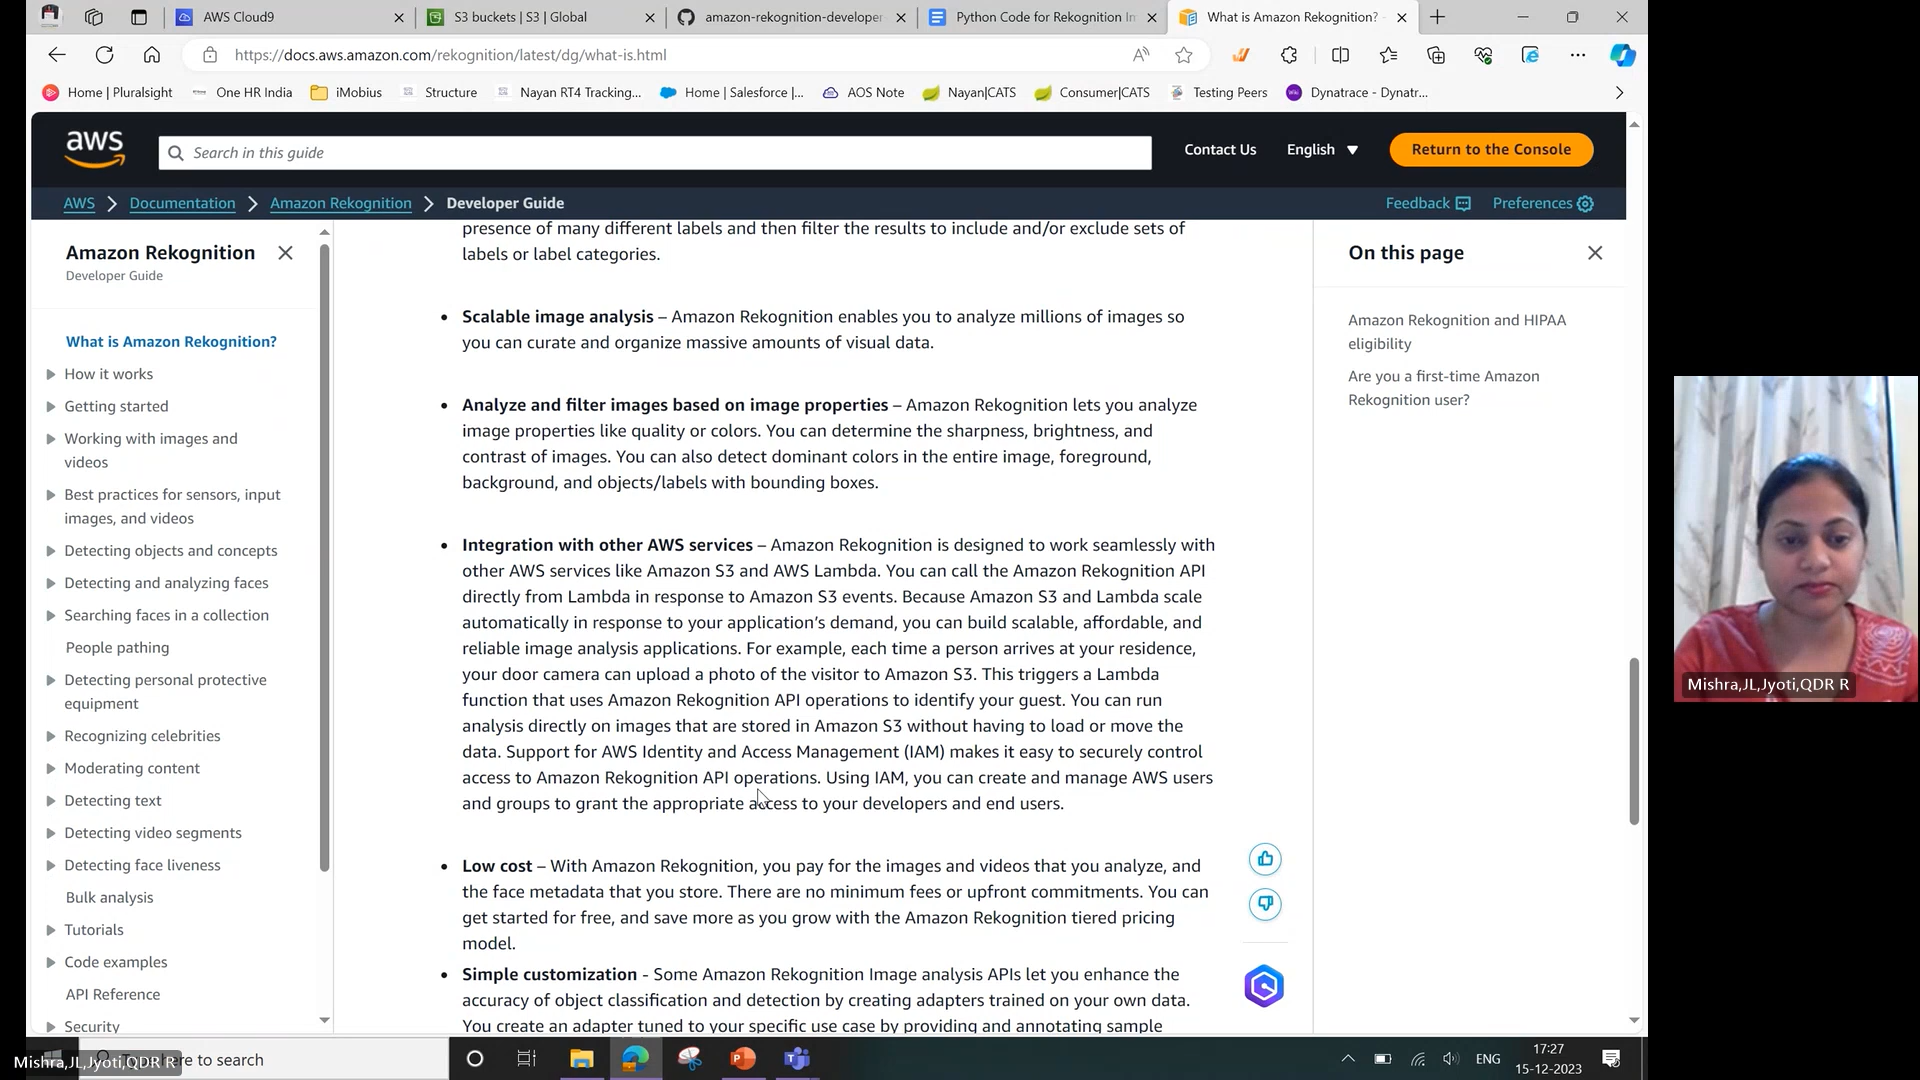 AWS Cloud9
S3 buckets | S3 | Global
amazon-rekognition-developer
Python Code for Rekognition In
What is Amazon Rekognition?
https://docs.aws.amazon.com/rekognition/latest/dg/what-is.html
Home | Pluralsight
One HR India
iMobius
Structure
Nayan RT4 Tracking...
Home | Salesforce |...
AOS Note
Nayan|CATS
Consumer|CATS
Testing Peers
Dynatrace - Dynatr...
aws
Search in this guide
Contact Us
English
Return to the Console
AWS
Documentation
Amazon Rekognition
Developer Guide
Feedback
Preferences
Amazon Rekognition
Developer Guide
What is Amazon Rekognition?
How it works
Getting started
Working with images and
videos
Best practices for sensors, input
images, and videos
Detecting objects and concepts
Detecting and analyzing faces
Searching faces in a collection
People pathing
Detecting personal protective
equipment
Recognizing celebrities
Moderating content
Detecting text
Detecting video segments
Detecting face liveness
Bulk analysis
Tutorials
Code examples
API Reference
Security
presence of many different labels and then filter the results to include and/or exclude sets of
labels or label categories.
Scalable image analysis – Amazon Rekognition enables you to analyze millions of images so
you can curate and organize massive amounts of visual data.
Analyze and filter images based on image properties – Amazon Rekognition lets you analyze
image properties like quality or colors. You can determine the sharpness, brightness, and
contrast of images. You can also detect dominant colors in the entire image, foreground,
background, and objects/labels with bounding boxes.
Integration with other AWS services – Amazon Rekognition is designed to work seamlessly with
other AWS services like Amazon S3 and AWS Lambda. You can call the Amazon Rekognition API
directly from Lambda in response to Amazon S3 events. Because Amazon S3 and Lambda scale
automatically in response to your application's demand, you can build scalable, affordable, and
reliable image analysis applications. For example, each time a person arrives at your residence,
your door camera can upload a photo of the visitor to Amazon S3. This triggers a Lambda
function that uses Amazon Rekognition API operations to identify your guest. You can run
analysis directly on images that are stored in Amazon S3 without having to load or move the
data. Support for AWS Identity and Access Management (IAM) makes it easy to securely control
access to Amazon Rekognition API operations. Using IAM, you can create and manage AWS users
and groups to grant the appropriate access to your developers and end users.
Low cost – With Amazon Rekognition, you pay for the images and videos that you analyze, and
the face metadata that you store. There are no minimum fees or upfront commitments. You can
get started for free, and save more as you grow with the Amazon Rekognition tiered pricing
model.
Simple customization - Some Amazon Rekognition Image analysis APIs let you enhance the
accuracy of object classification and detection by creating adapters trained on your own data.
You create an adapter tuned to your specific use case by providing and annotating sample
On this page
Amazon Rekognition and HIPAA
eligibility
Are you a first-time Amazon
Rekognition user?
Mishra,JL,Jyoti,QDR R
Mishra,JL,Jyoti,QDR R
here to search
ENG
17:27
15-12-2023